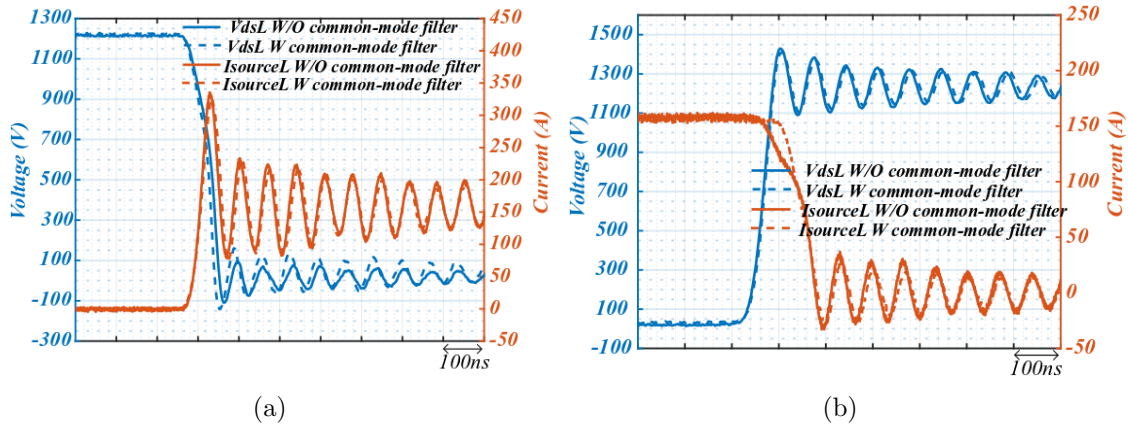 1300
1100
900
700
500
300
100
-100
-300
Voltage (V)
VdsL W/O common-mode filter
VdsL W common-mode filter
IsourceL W/O common-mode filter
IsourceL W common-mode filter
450
400
350
300
250
200
150
100
50
0
-50
Current (A)
100ns
(a)
1500
1300
1100
900
700
500
300
100
-100
Voltage (V)
VdsL W/O common-mode filter
VdsL W common-mode filter
IsourceL W/O common-mode filter
IsourceL W common-mode filter
250
200
150
100
50
0
-50
Current (A)
100ns
(b)